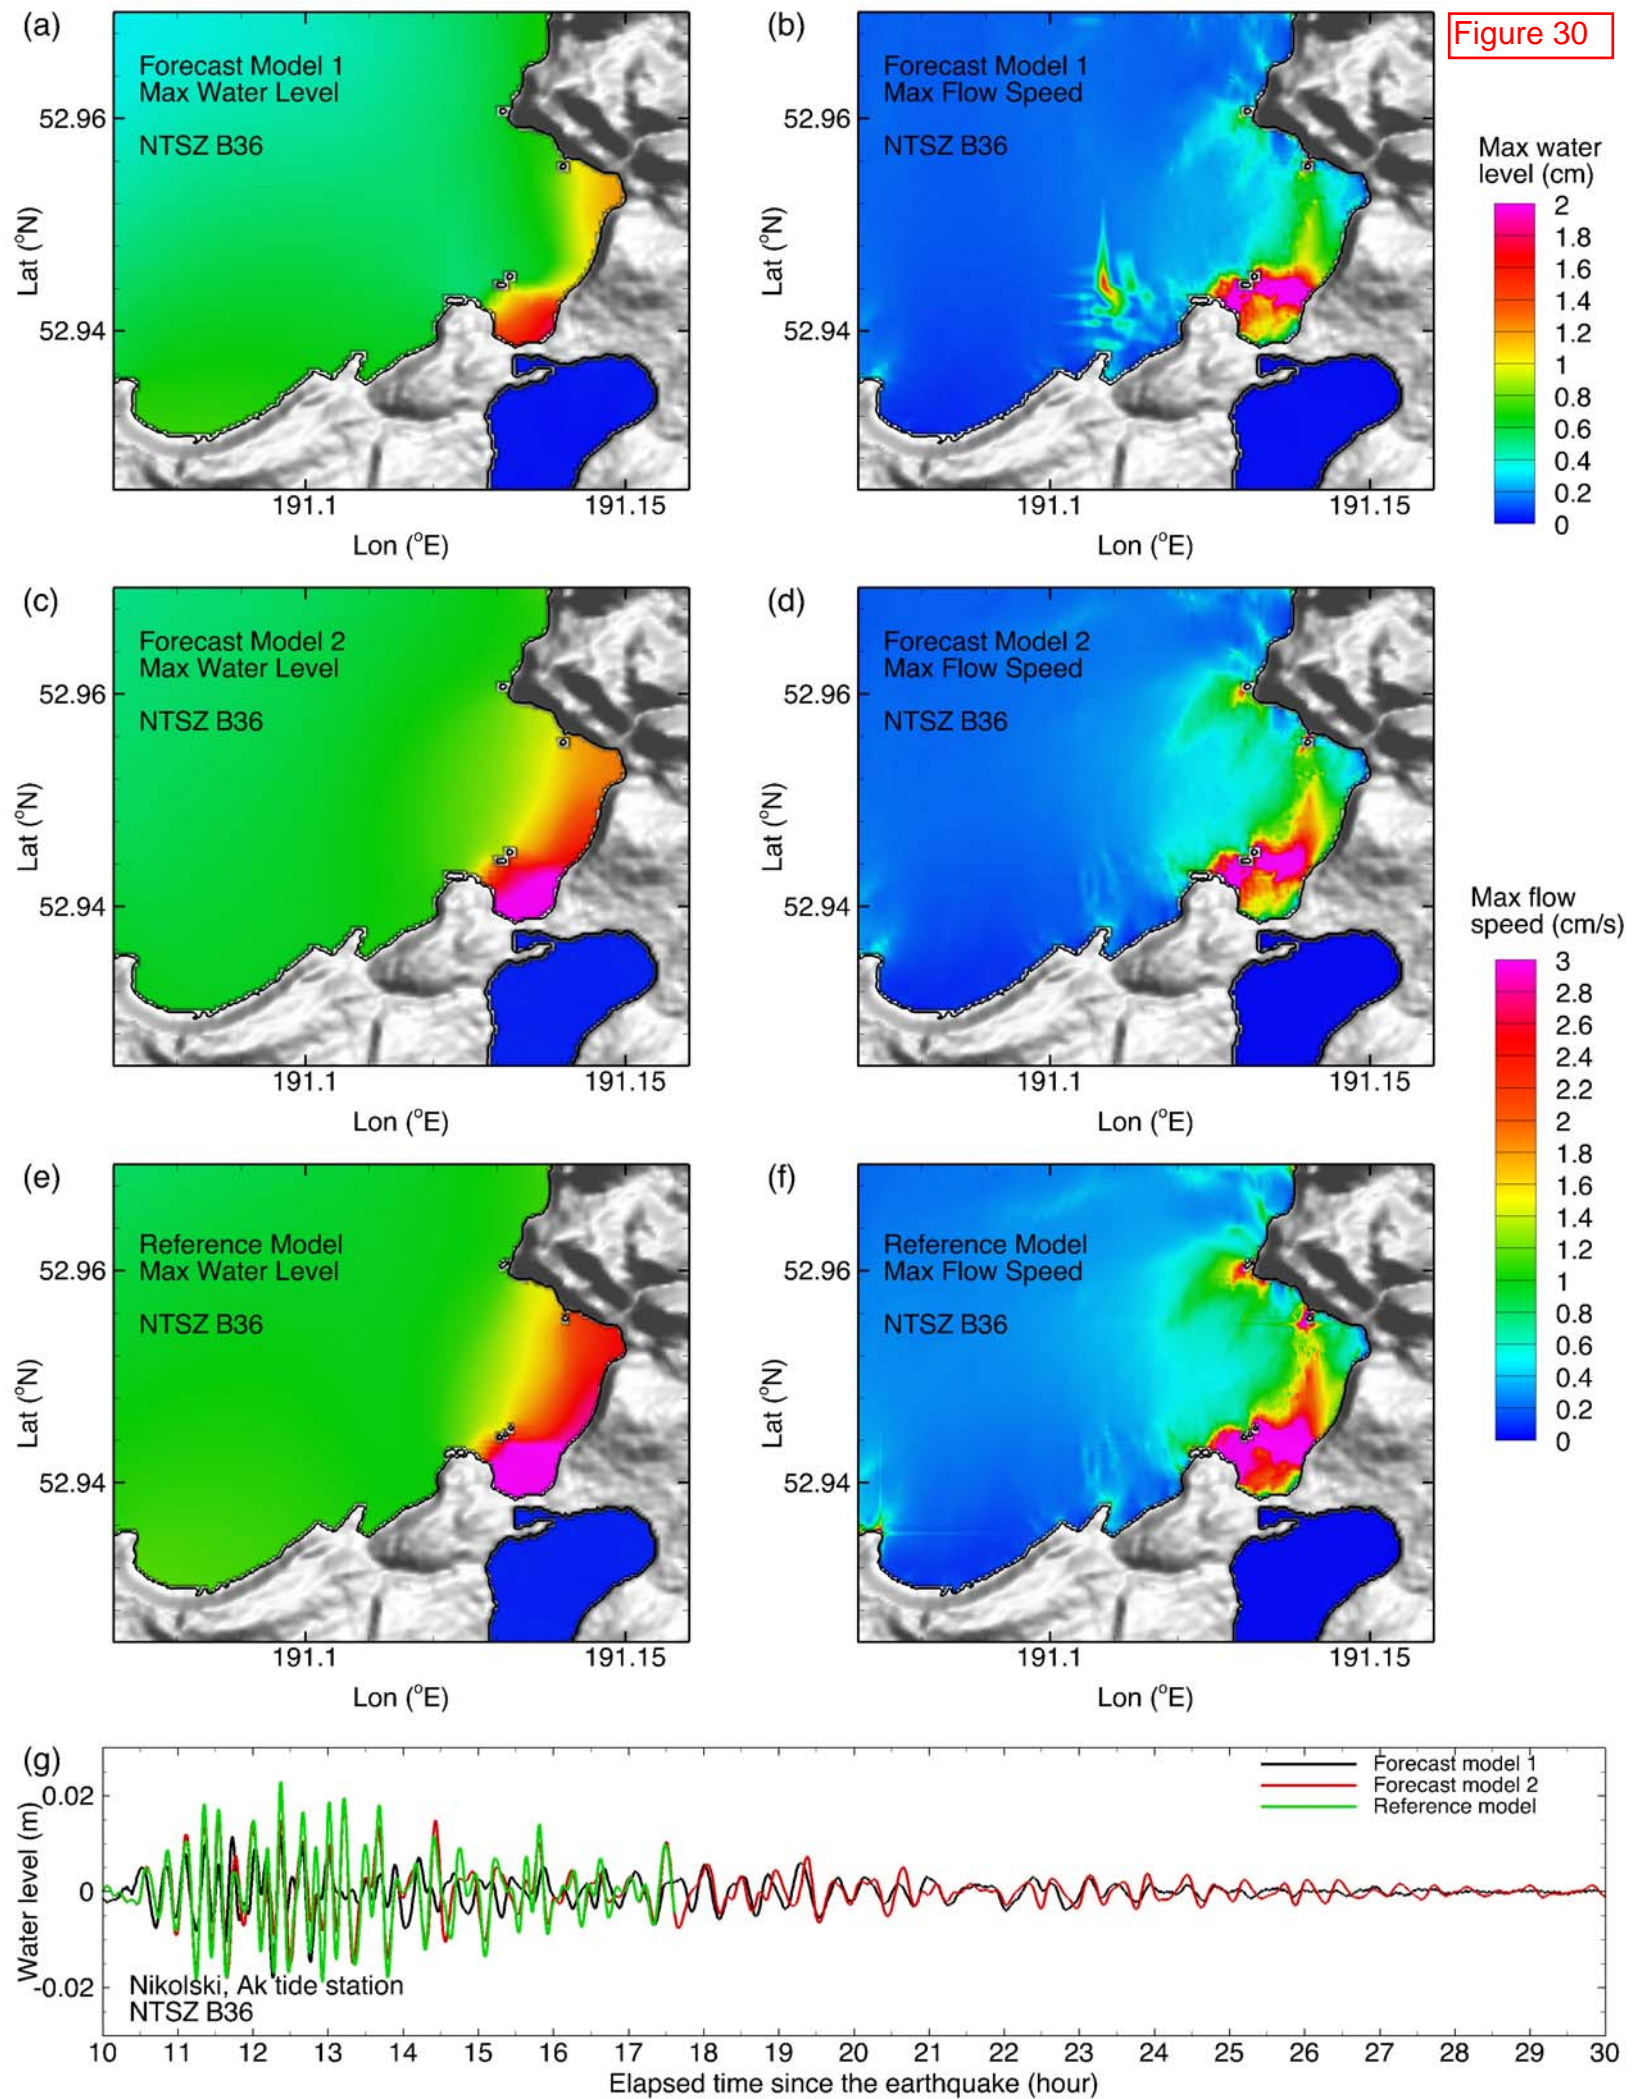 Figure 30
(a)
Forecast Model 1
Max Water Level
NTSZ B36
52.96
52.94
Lat (°N)
191.1
191.15
Lon (°E)
(b)
Forecast Model 1
Max Flow Speed
NTSZ B36
52.96
52.94
Lat (°N)
191.1
191.15
Lon (°E)
Max water
level (cm)
2
1.8
1.6
1.4
1.2
1
0.8
0.6
0.4
0.2
0
(c)
Forecast Model 2
Max Water Level
NTSZ B36
52.96
52.94
Lat (°N)
191.1
191.15
Lon (°E)
(d)
Forecast Model 2
Max Flow Speed
NTSZ B36
52.96
52.94
Lat (°N)
191.1
191.15
Lon (°E)
Max flow
speed (cm/s)
3
2.8
2.6
2.4
2.2
2
1.8
1.6
1.4
1.2
1
0.8
0.6
0.4
0.2
0
(e)
Reference Model
Max Water Level
NTSZ B36
52.96
52.94
Lat (°N)
191.1
191.15
Lon (°E)
(f)
Reference Model
Max Flow Speed
NTSZ B36
52.96
52.94
Lat (°N)
191.1
191.15
Lon (°E)
(g)
Forecast model 1
Forecast model 2
Reference model
0.02
0
-0.02
Water level (m)
Nikolski, Ak tide station
NTSZ B36
10 11 12 13 14 15 16 17 18 19 20 21 22 23 24 25 26 27 28 29 30
Elapsed time since the earthquake (hour)